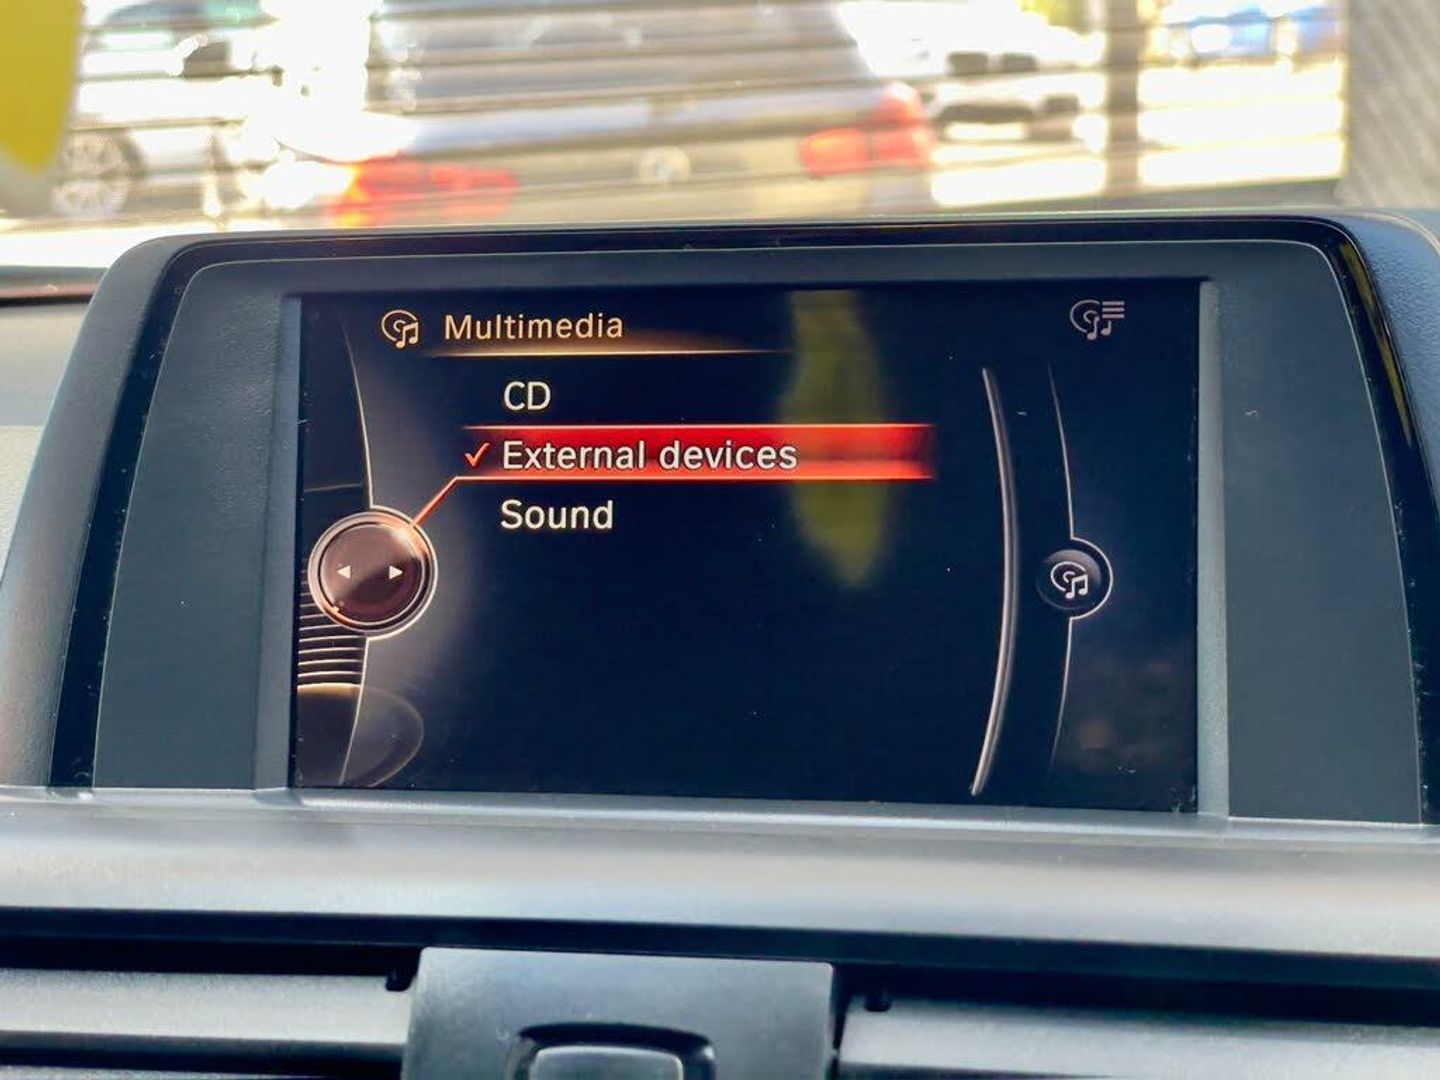 Multimedia
CD
External devices
Sound